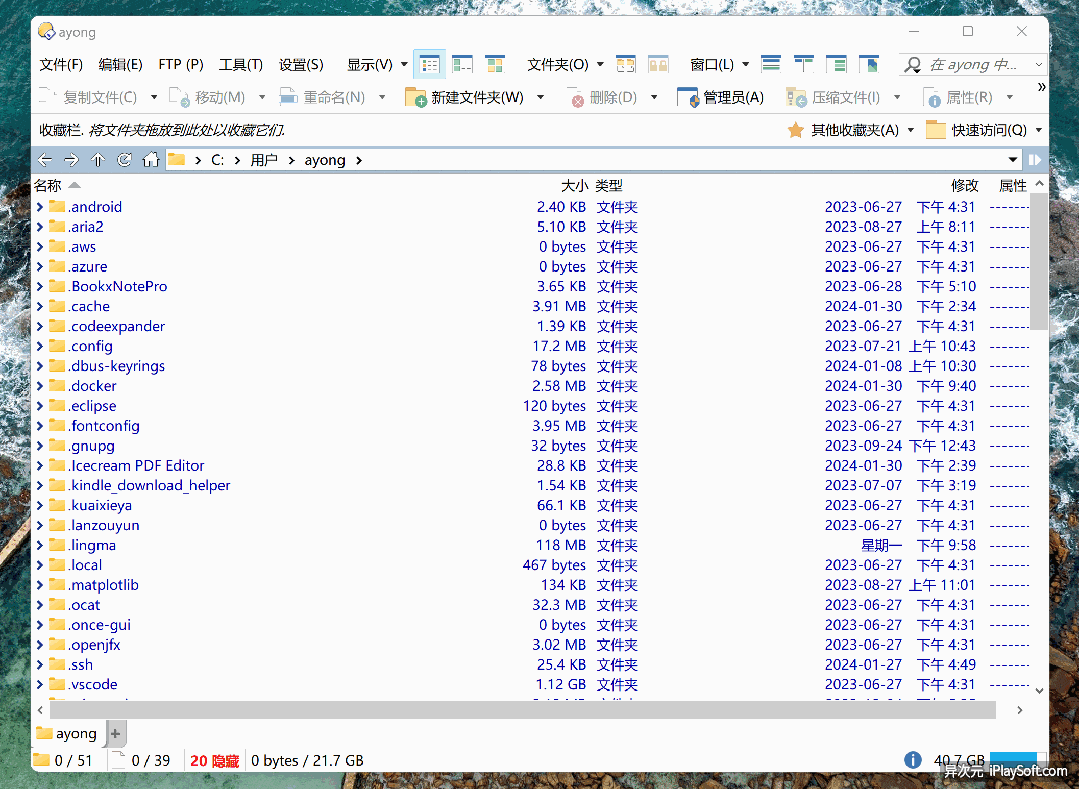 ayong
文件(F) 编辑(E) FTP (P) 工具(T) 设置(S) 显示(V) 文件夹(O) 窗口(L) 在 ayong 中...
复制文件(C) 移动(M) 重命名(N) 新建文件夹(W) 删除(D) 管理员(A) 压缩文件(I) 属性(R) »
收藏栏. 将文件夹拖放到此处以收藏它们. 其他收藏夹(A) 快速访问(Q)
C: 用户 ayong
名称 大小 类型 修改 属性
.android 2.40 KB 文件夹 2023-06-27 下午 4:31 -------
.aria2 5.10 KB 文件夹 2023-08-27 上午 8:11 -------
.aws 0 bytes 文件夹 2023-06-27 下午 4:31 -------
.azure 0 bytes 文件夹 2023-06-27 下午 4:31 -------
.BookxNotePro 3.65 KB 文件夹 2023-06-28 下午 5:10 -------
.cache 3.91 MB 文件夹 2024-01-30 下午 2:34 -------
.codeexpander 1.39 KB 文件夹 2023-06-27 下午 4:31 -------
.config 17.2 MB 文件夹 2023-07-21 上午 10:43 -------
.dbus-keyrings 78 bytes 文件夹 2024-01-08 上午 10:30 -------
.docker 2.58 MB 文件夹 2024-01-30 下午 9:40 -------
.eclipse 120 bytes 文件夹 2023-06-27 下午 4:31 -------
.fontconfig 3.95 MB 文件夹 2023-06-27 下午 4:31 -------
.gnupg 32 bytes 文件夹 2023-09-24 下午 12:43 -------
.Icecream PDF Editor 28.8 KB 文件夹 2024-01-30 下午 2:39 -------
.kindle_download_helper 1.54 KB 文件夹 2023-07-07 下午 3:19 -------
.kuaixieya 66.1 KB 文件夹 2023-06-27 下午 4:31 -------
.lanzouyun 0 bytes 文件夹 2023-06-27 下午 4:31 -------
.lingma 118 MB 文件夹 星期一 下午 9:58 -------
.local 467 bytes 文件夹 2023-06-27 下午 4:31 -------
.matplotlib 134 KB 文件夹 2023-08-27 上午 11:01 -------
.ocat 32.3 MB 文件夹 2023-06-27 下午 4:31 -------
.once-gui 0 bytes 文件夹 2023-06-27 下午 4:31 -------
.openjfx 3.02 MB 文件夹 2023-06-27 下午 4:31 -------
.ssh 25.4 KB 文件夹 2024-01-27 下午 4:49 -------
.vscode 1.12 GB 文件夹 2023-06-27 下午 4:31 -------
ayong +
0 / 51 0 / 39 20 隐藏 0 bytes / 21.7 GB 40.7 GB
异次元 iPlaySoft.com